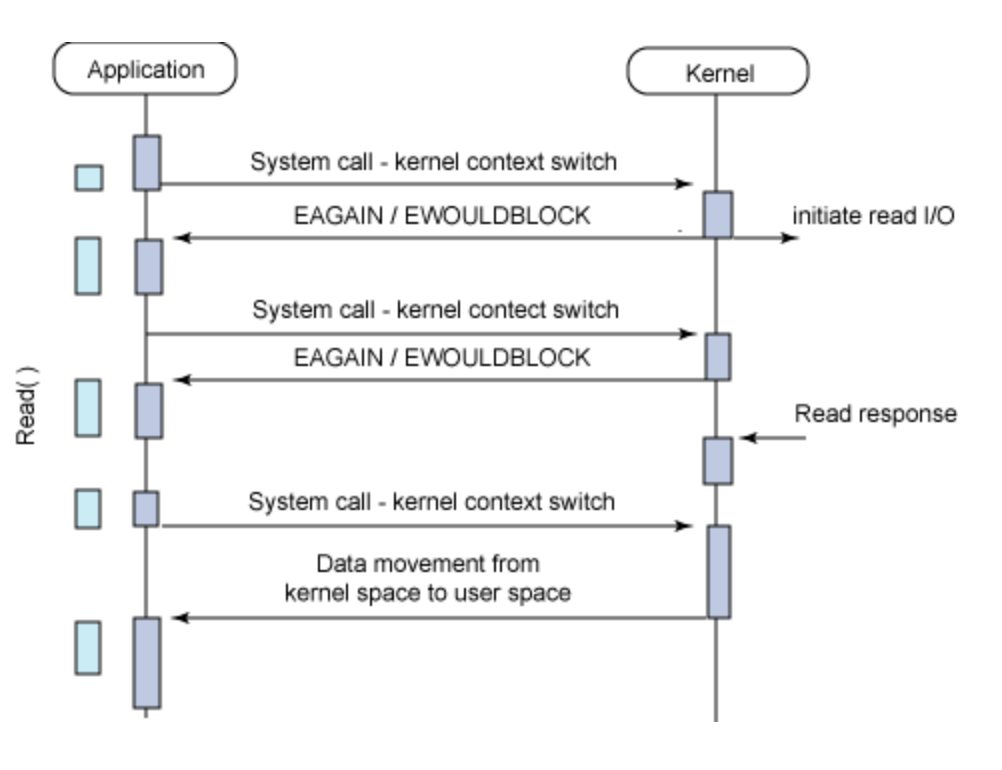 Application
Kernel
System call - kernel context switch
EAGAIN / EWOULDBLOCK
initiate read I/O
System call - kernel contect switch
EAGAIN / EWOULDBLOCK
Read( )
Read response
System call - kernel context switch
Data movement from
kernel space to user space